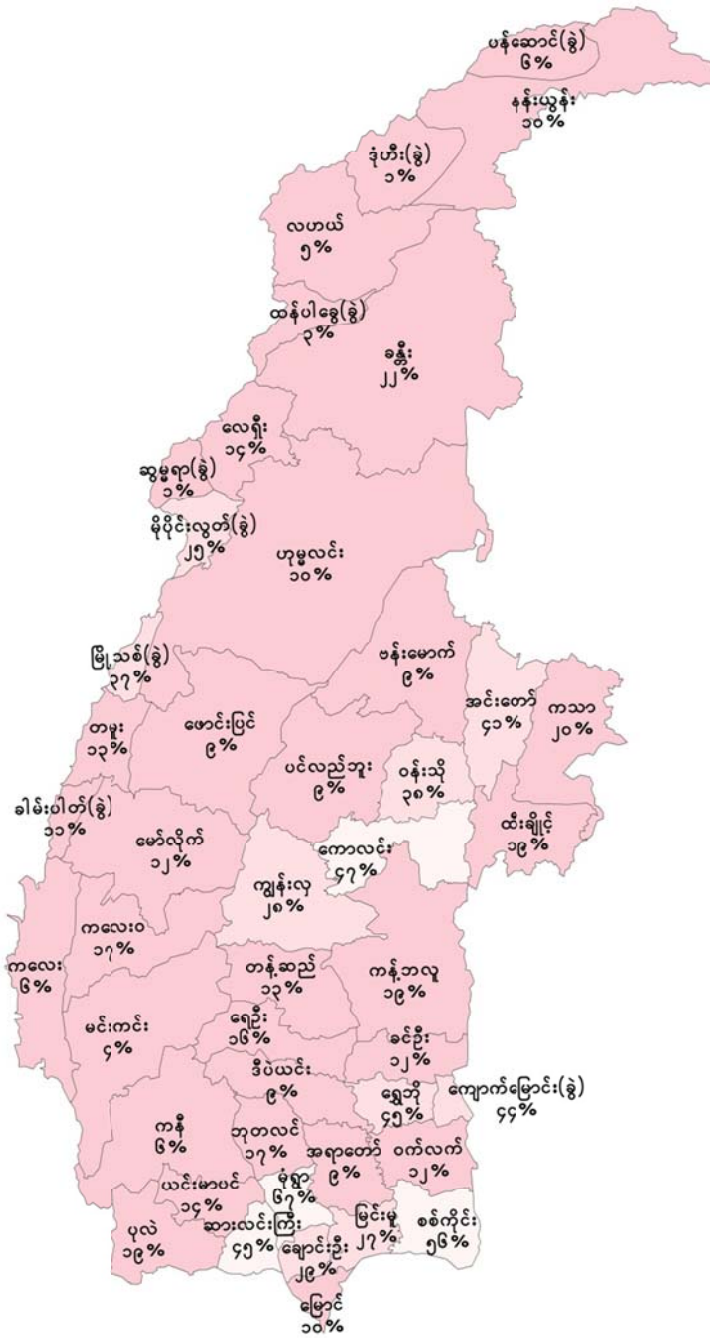 ပန်ဆောင်(ခွဲ)
၆%
နန်းယွန်း
၁၀%
ဒုံဟီး(ခွဲ)
၁%
လဟယ်
၅%
ထန်ပါခွေ(ခွဲ)
၃%
ခန္တီး
၂၂%
လေရှီး
၁၄%
ဆွမ္မရာ(ခွဲ)
၁%
မိုပိုင်းလွတ်(ခွဲ)
၂၅%
ဟုမ္မလင်း
၁၀%
မြို့သစ်(ခွဲ)
၃၇%
ဗန်းမောက်
၉%
အင်းတော်
၄၁%
ကသာ
၂၀%
တမူး
၁၃%
ဖောင်းပြင်
၉%
ပင်လည်ဘူး
၉%
ဝန်းသို
၃၈%
ခါမ်းပါတ်(ခွဲ)
၁၁%
မော်လိုက်
၁၂%
ကောလင်း
၄၇%
ထီးချိုင့်
၁၉%
ကျွန်းလှ
၂၈%
ကလေးဝ
၁၇%
ကလေး
၆%
တန့်ဆည်
၁၃%
ကန့်ဘလူ
၁၉%
မင်းကင်း
၄%
ရေဦး
၁၆%
ခင်ဦး
၁၂%
ဒီပဲယင်း
၉%
ရွှေဘို
၄၅%
ကျောက်မြောင်း(ခွဲ)
၄၄%
ကနီ
၆%
ဘုတလင်
၁၇%
အရာတော်
၉%
ဝက်လက်
၁၂%
ယင်းမာပင်
၁၄%
မုံရွာ
၆၇%
ပုလဲ
၁၉%
ဆားလင်းကြီး
၄၅%
ချောင်းဦး
၂၉%
မြင်းမူ
၂၇%
စစ်ကိုင်း
၅၆%
မြောင်
၁၀%